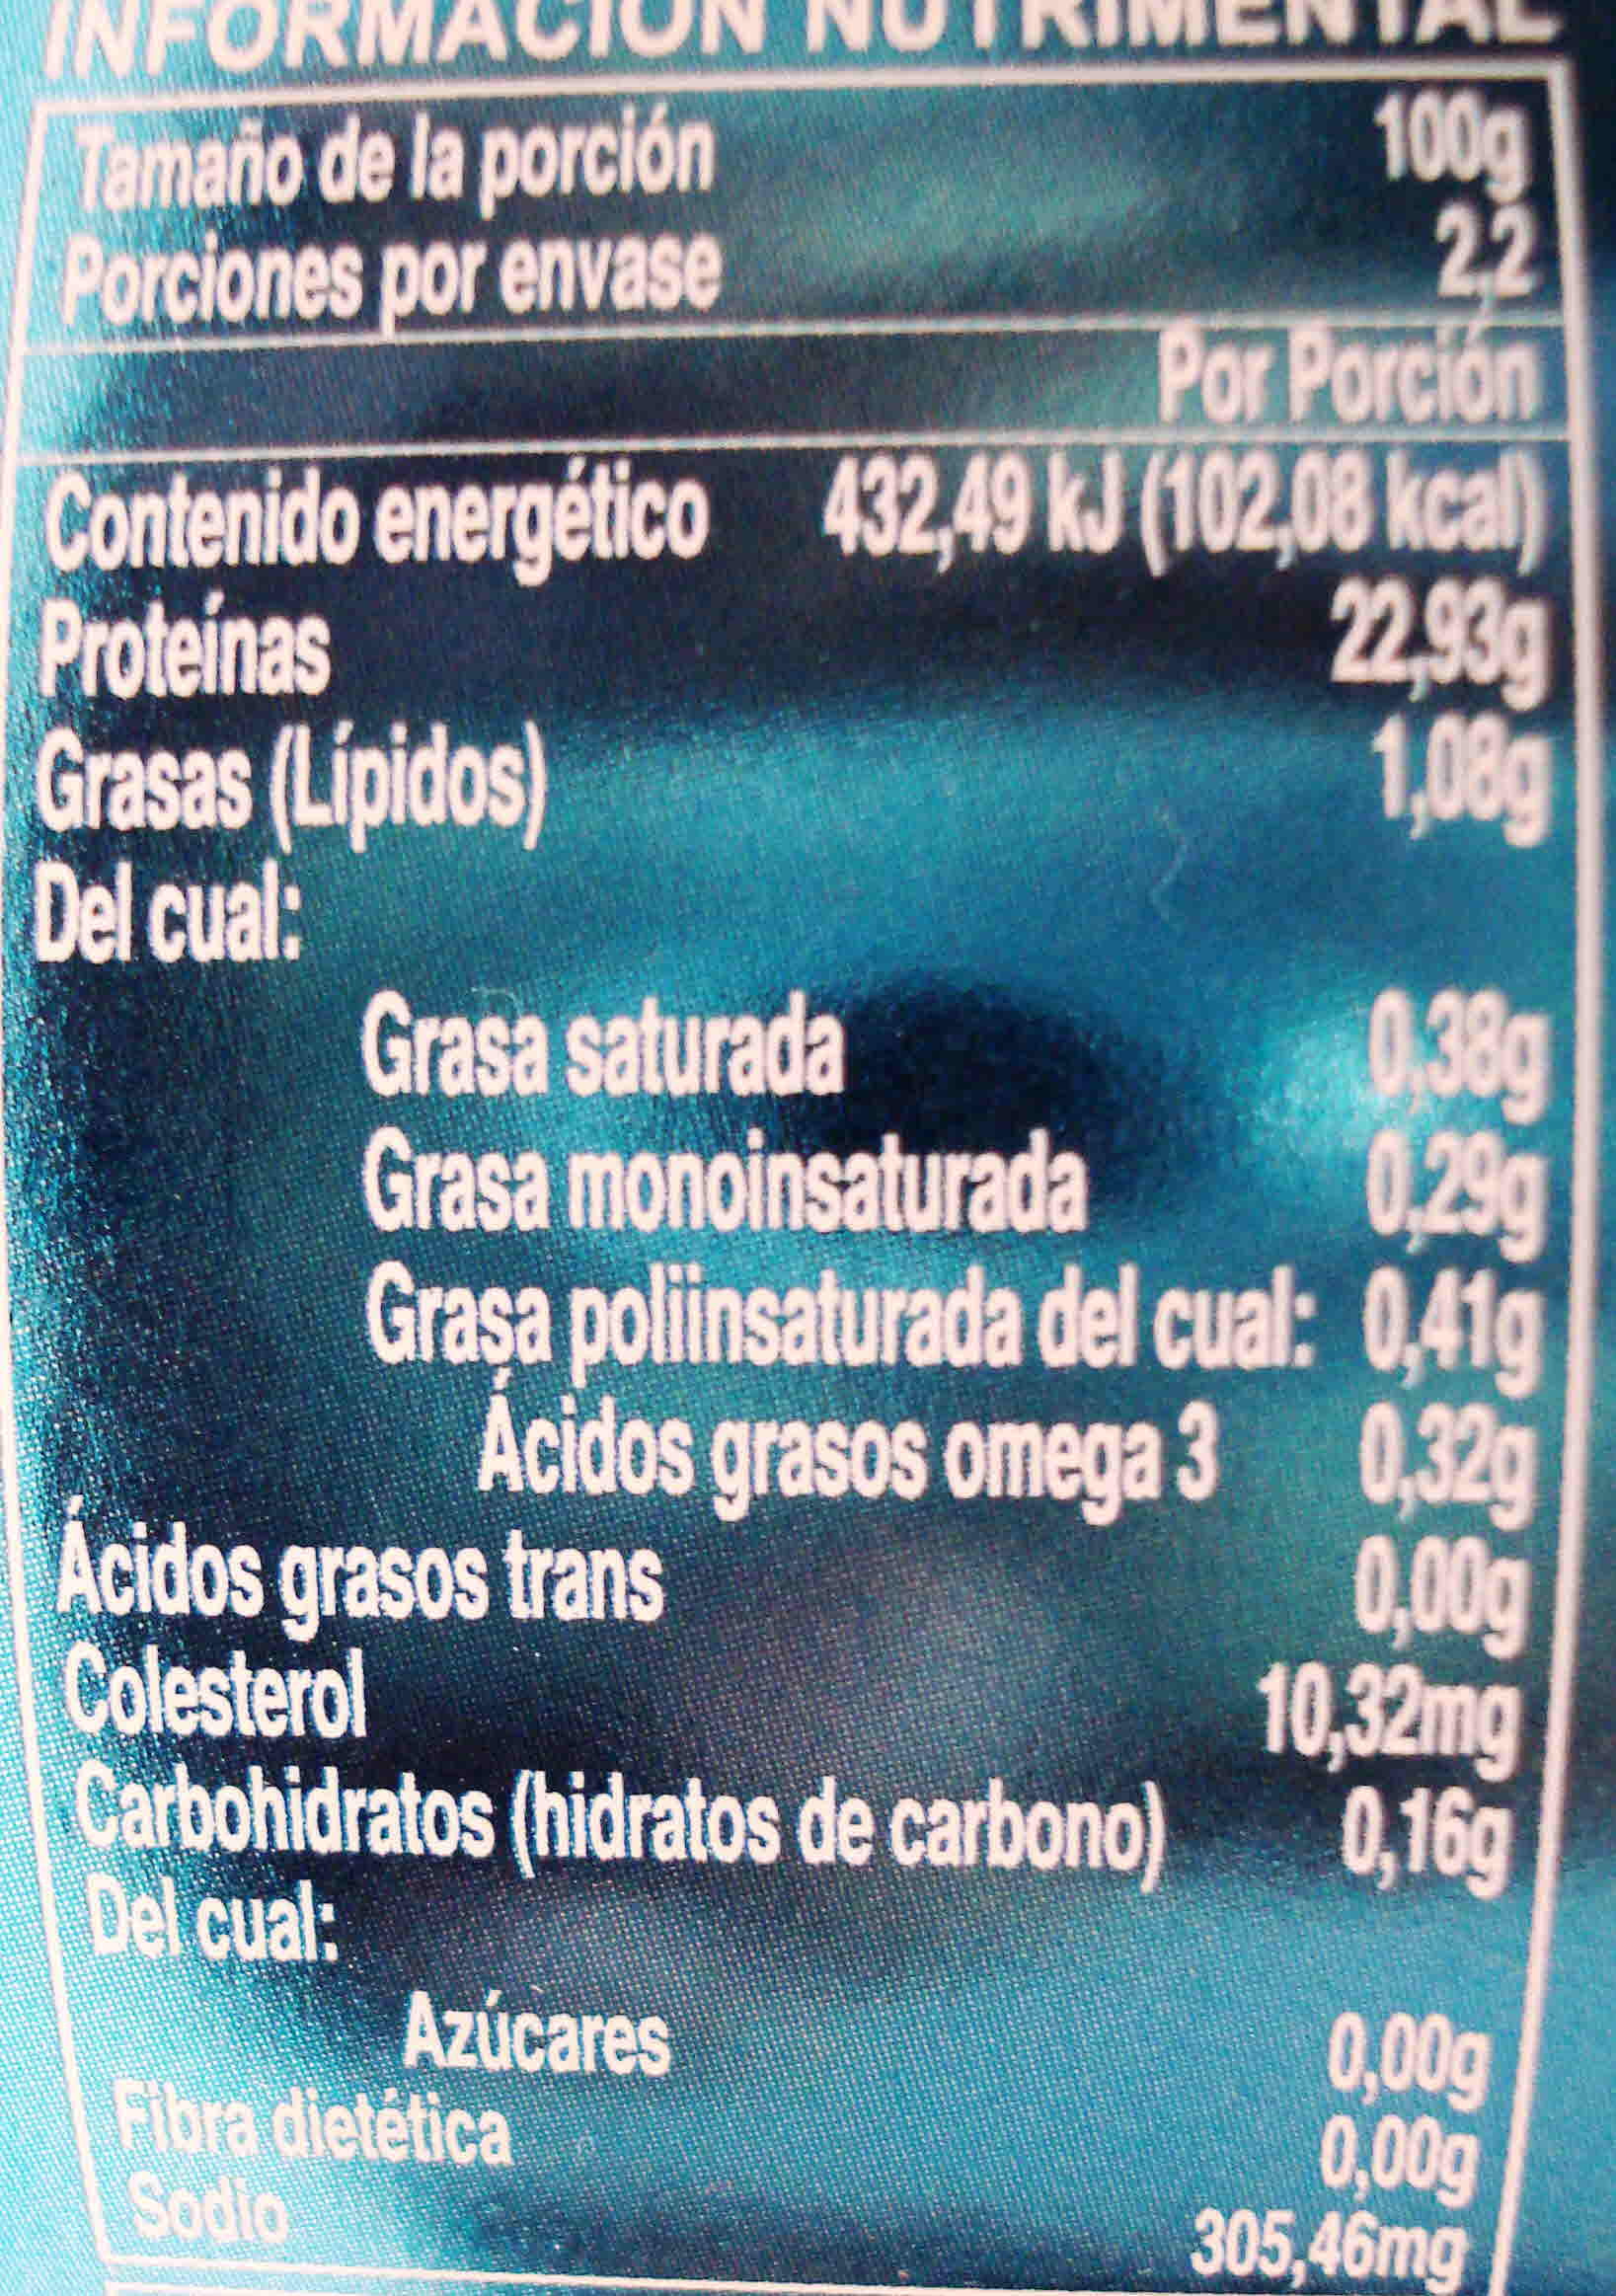 INFORMACIÓN NUTRIMENTAL
Tamaño de la porción 100g
Porciones por envase 2,2
Por Porción
Contenido energético 432,49 kJ (102,08 kcal)
Proteínas 22,93g
Grasas (Lípidos) 1,08g
Del cual:
Grasa saturada 0,38g
Grasa monoinsaturada 0,29g
Grasa poliinsaturada del cual: 0,41g
Ácidos grasos omega 3 0,32g
Ácidos grasos trans 0,00g
Colesterol 10,32mg
Carbohidratos (hidratos de carbono) 0,16g
Del cual:
Azúcares 0,00g
Fibra dietética 0,00g
Sodio 305,46mg